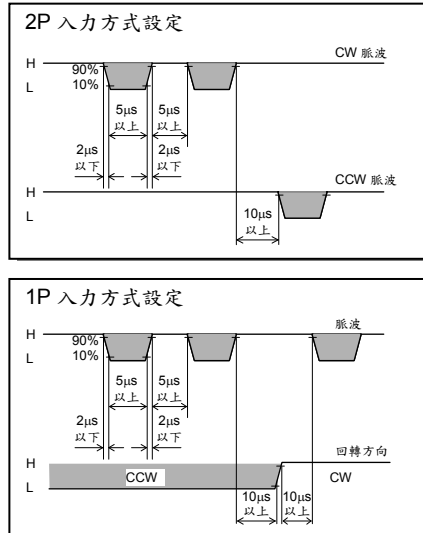 2P 入力方式設定
CW 脈波
H
90%
L
10%
5μs 5μs
以上 以上
2μs 2μs
以下 以下
H
CCW 脈波
L
10μs
以上
1P 入力方式設定
脈波
H
90%
L
10%
5μs 5μs
以上 以上
2μs 2μs
以下 以下
H
回轉方向
CCW
CW
L
10μs 10μs
以上 以上